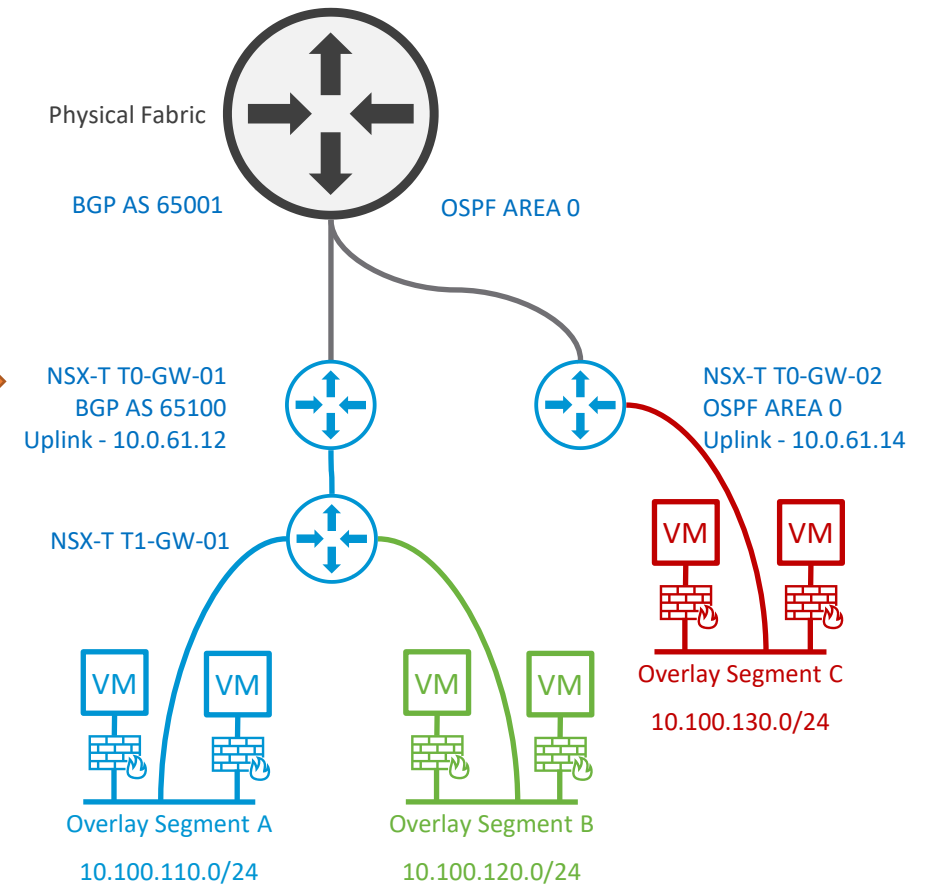 Physical Fabric
BGP AS 65001
OSPF AREA 0
NSX-T T0-GW-01
BGP AS 65100
Uplink - 10.0.61.12
NSX-T T0-GW-02
OSPF AREA 0
Uplink - 10.0.61.14
NSX-T T1-GW-01
VM
VM
Overlay Segment C
10.100.130.0/24
VM
VM
Overlay Segment A
10.100.110.0/24
VM
VM
Overlay Segment B
10.100.120.0/24